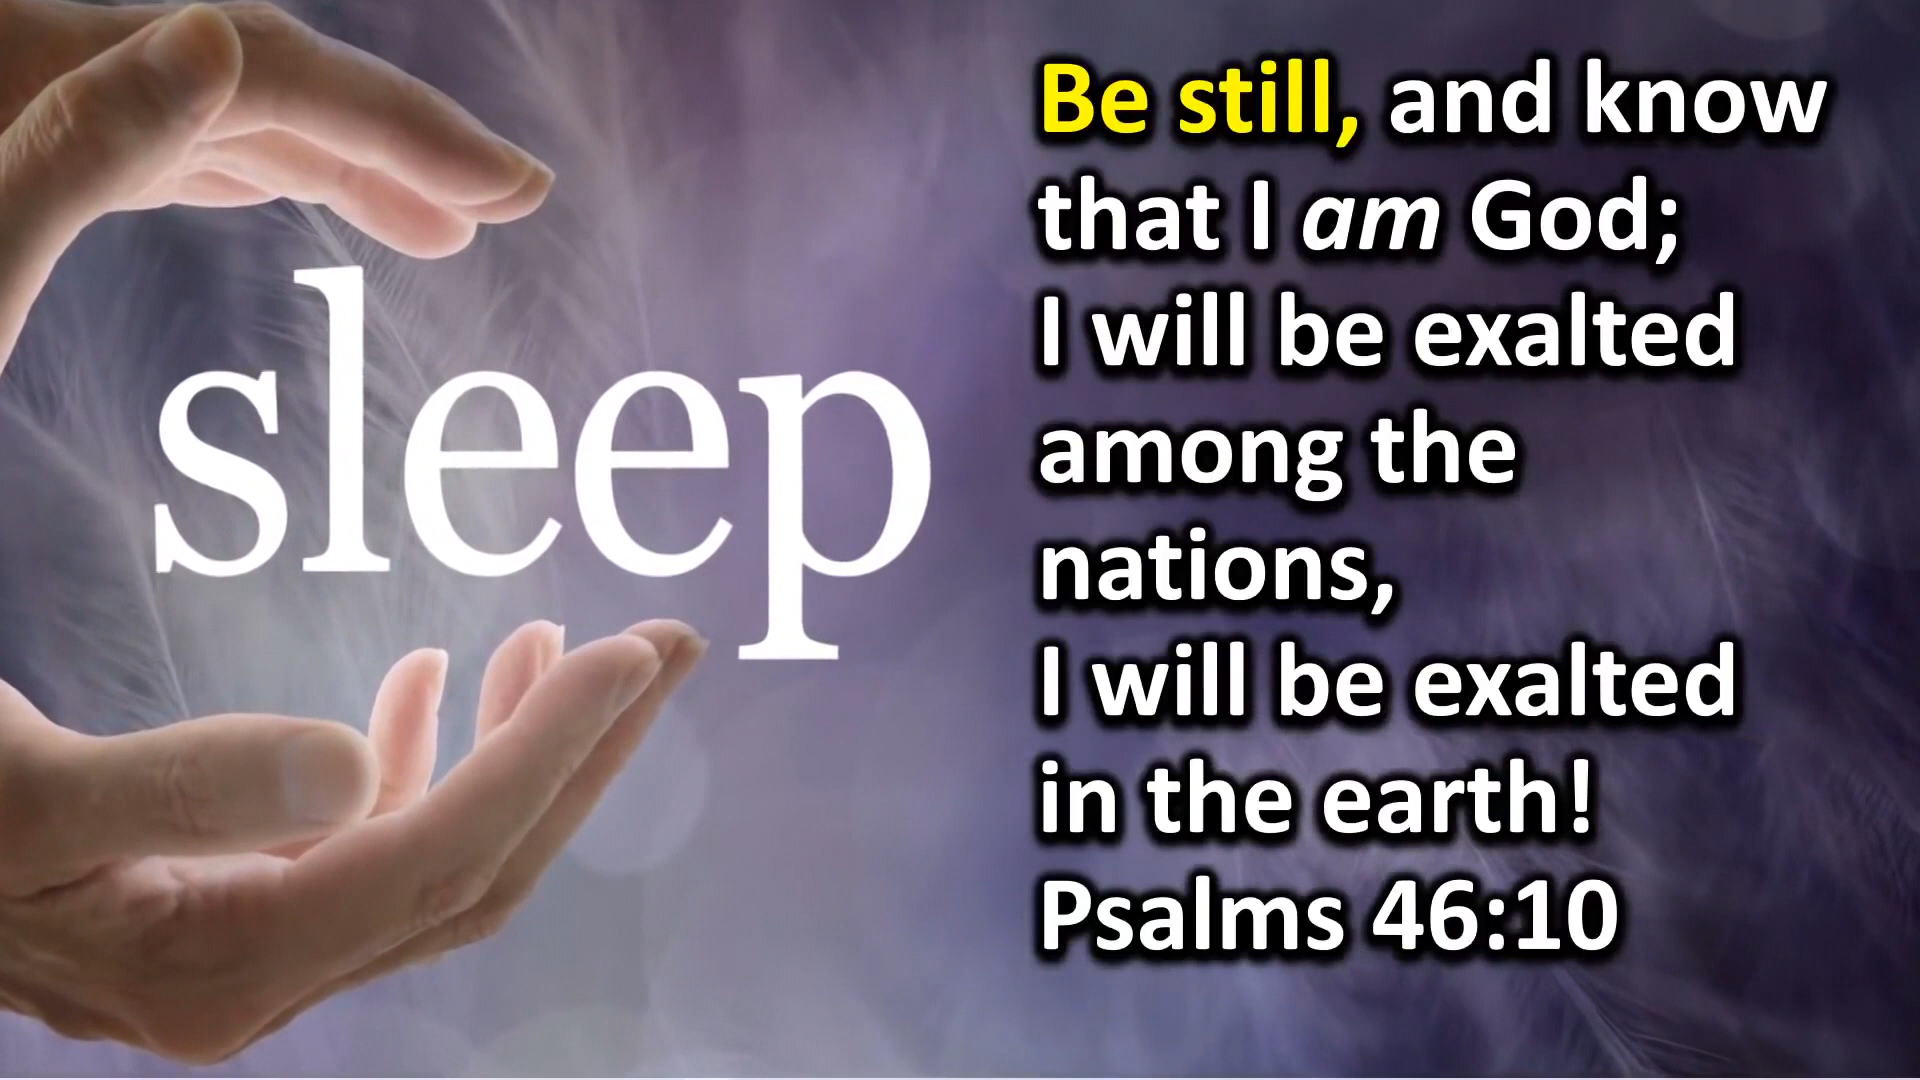 sleep
Be still, and know
that I am God;
I will be exalted
among the
nations,
I will be exalted
in the earth!
Psalms 46:10